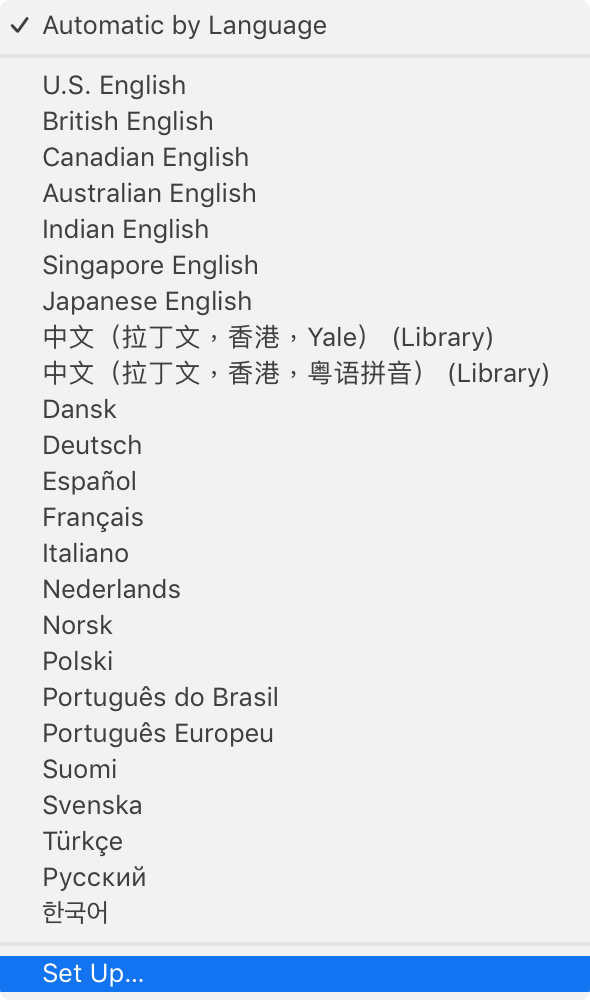 ✓ Automatic by Language
U.S. English
British English
Canadian English
Australian English
Indian English
Singapore English
Japanese English
中文（拉丁文，香港，Yale） (Library)
中文（拉丁文，香港，粤语拼音） (Library)
Dansk
Deutsch
Español
Français
Italiano
Nederlands
Norsk
Polski
Português do Brasil
Português Europeu
Suomi
Svenska
Türkçe
Русский
한국어
Set Up...